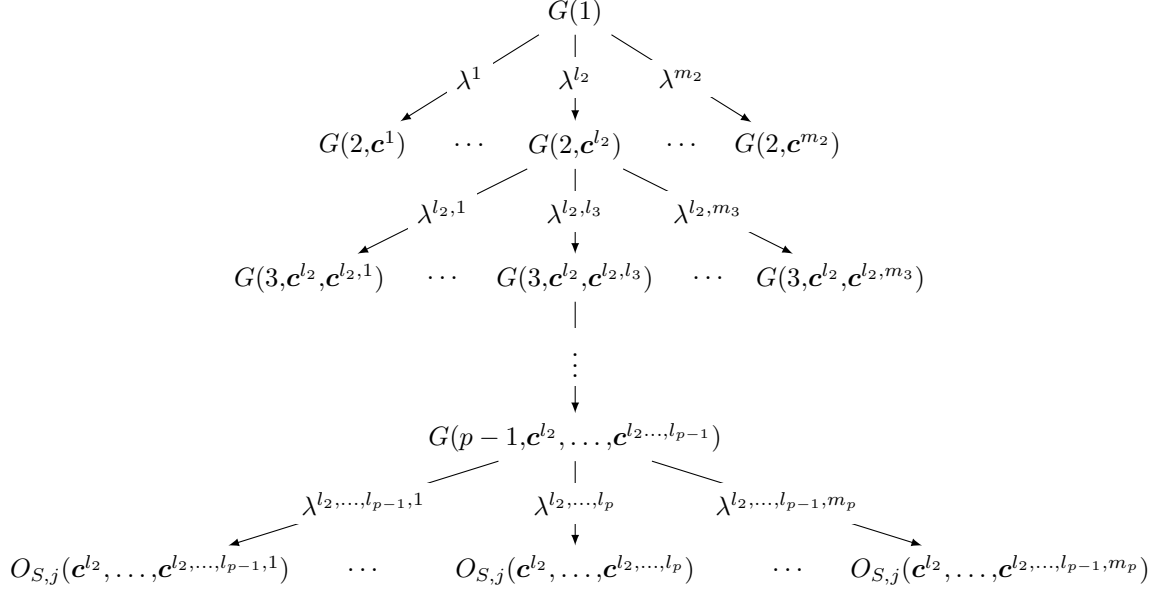 G(1)
λ^1 λ^{l_2} λ^{m_2}
G(2,𝒄^1) ⋯ G(2,𝒄^{l_2}) ⋯ G(2,𝒄^{m_2})
λ^{l_2,1} λ^{l_2,l_3} λ^{l_2,m_3}
G(3,𝒄^{l_2},𝒄^{l_2,1}) ⋯ G(3,𝒄^{l_2},𝒄^{l_2,l_3}) ⋯ G(3,𝒄^{l_2},𝒄^{l_2,m_3})
⋮
G(p − 1,𝒄^{l_2},…,𝒄^{l_2…,l_{p−1}})
λ^{l_2,…,l_{p−1},1} λ^{l_2,…,l_p} λ^{l_2,…,l_{p−1},m_p}
O_{S,j}(𝒄^{l_2},…,𝒄^{l_2,…,l_{p−1},1}) ⋯ O_{S,j}(𝒄^{l_2},…,𝒄^{l_2,…,l_p}) ⋯ O_{S,j}(𝒄^{l_2},…,𝒄^{l_2,…,l_{p−1},m_p})